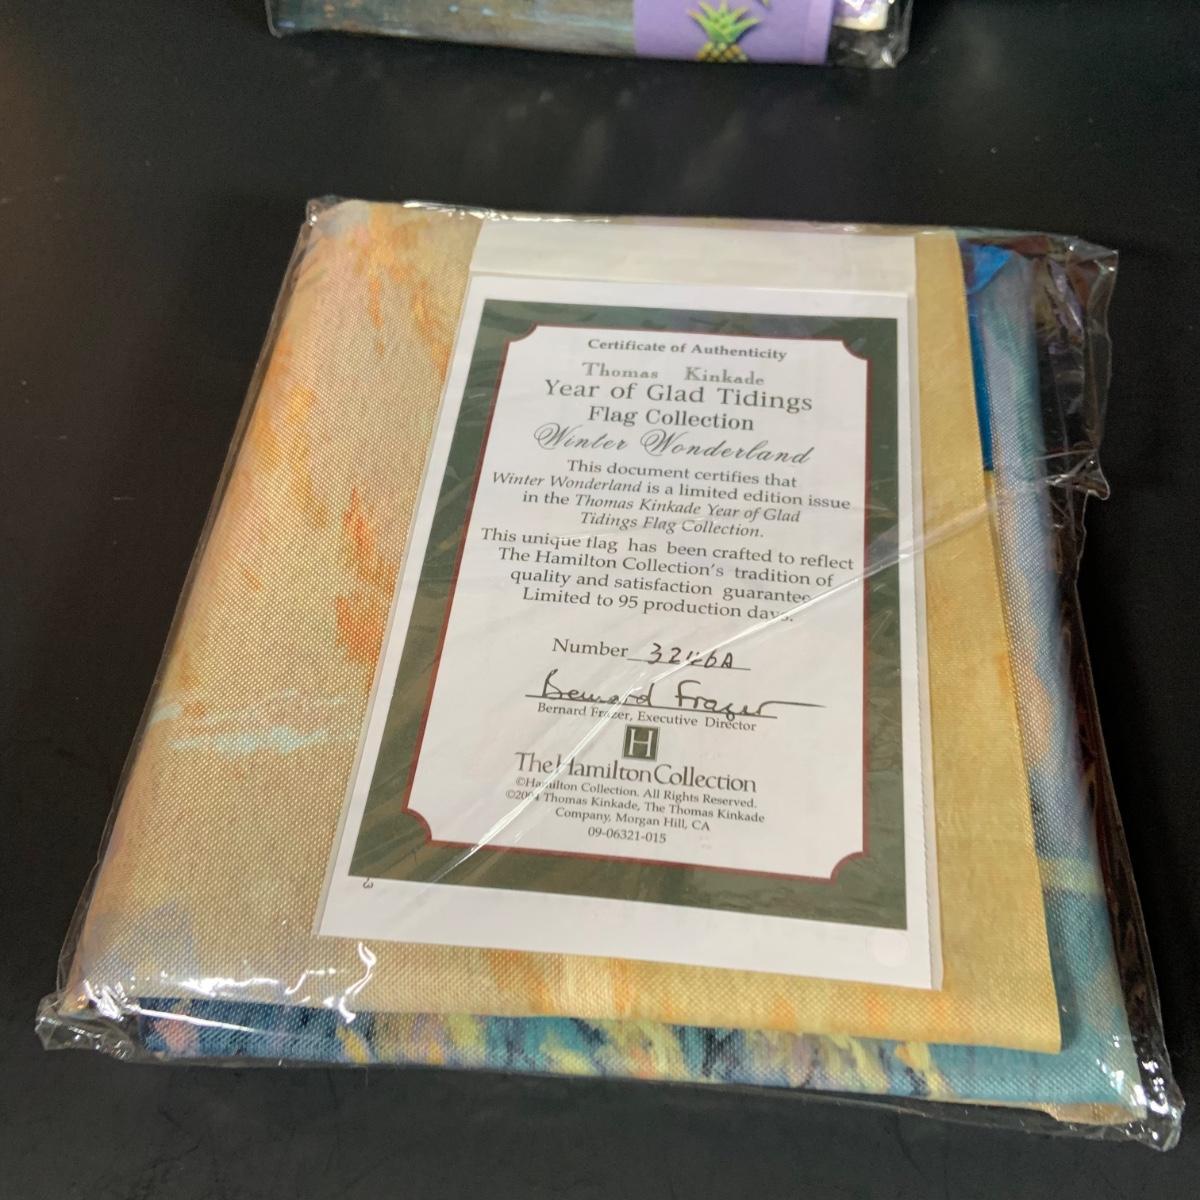 Certificate of Authenticity
Thomas Kinkade
Year of Glad Tidings
Flag Collection
Winter Wonderland
This document certifies that
Winter Wonderland is a limited edition issue
in the Thomas Kinkade Year of Glad
Tidings Flag Collection.
This unique flag has been crafted to reflect
The Hamilton Collection's tradition of
quality and satisfaction guarantee.
Limited to 95 production days.
Number
Bernard Frazer
Bernard Frazer, Executive Director
H
The Hamilton Collection
©Hamilton Collection. All Rights Reserved.
©2004 Thomas Kinkade, The Thomas Kinkade
Company, Morgan Hill, CA
09-06321-015